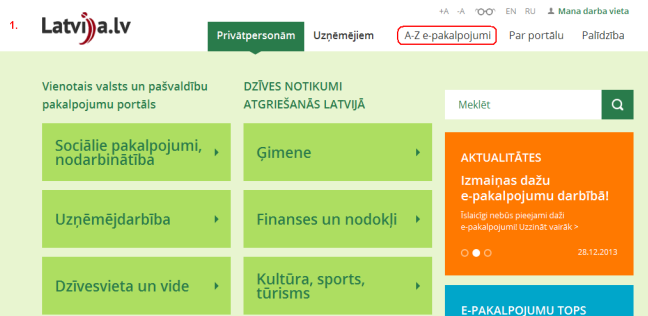 +A -A EN RU Mana darba vieta
1. Latvija.lv
Privātpersonām Uzņēmējiem A-Z e-pakalpojumi Par portālu Palīdzība
Vienotais valsts un pašvaldību
pakalpojumu portāls
Sociālie pakalpojumi,
nodarbinātība
Uzņēmējdarbība
Dzīvesvieta un vide
DZĪVES NOTIKUMI
ATGRIEŠANĀS LATVIJĀ
Ģimene
Finanses un nodokļi
Kultūra, sports,
tūrisms
Meklēt
AKTUALITĀTES
Izmaiņas dažu
e-pakalpojumu darbībā!
Īslaicīgi nebūs pieejami daži
e-pakalpojumi! Uzzināt vairāk >
28.12.2013
E-PAKALPOJUMU TOPS